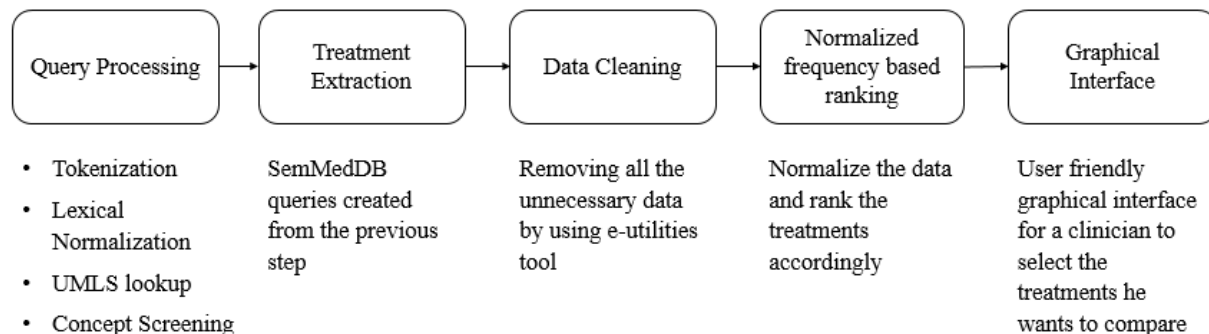 Query Processing
Treatment
Extraction
Data Cleaning
Normalized
frequency based
ranking
Graphical
Interface
• Tokenization
• Lexical
Normalization
• UMLS lookup
• Concept Screening
SemMedDB
queries created
from the previous
step
Removing all the
unnecessary data
by using e-utilities
tool
Normalize the data
and rank the
treatments
accordingly
User friendly
graphical interface
for a clinician to
select the
treatments he
wants to compare